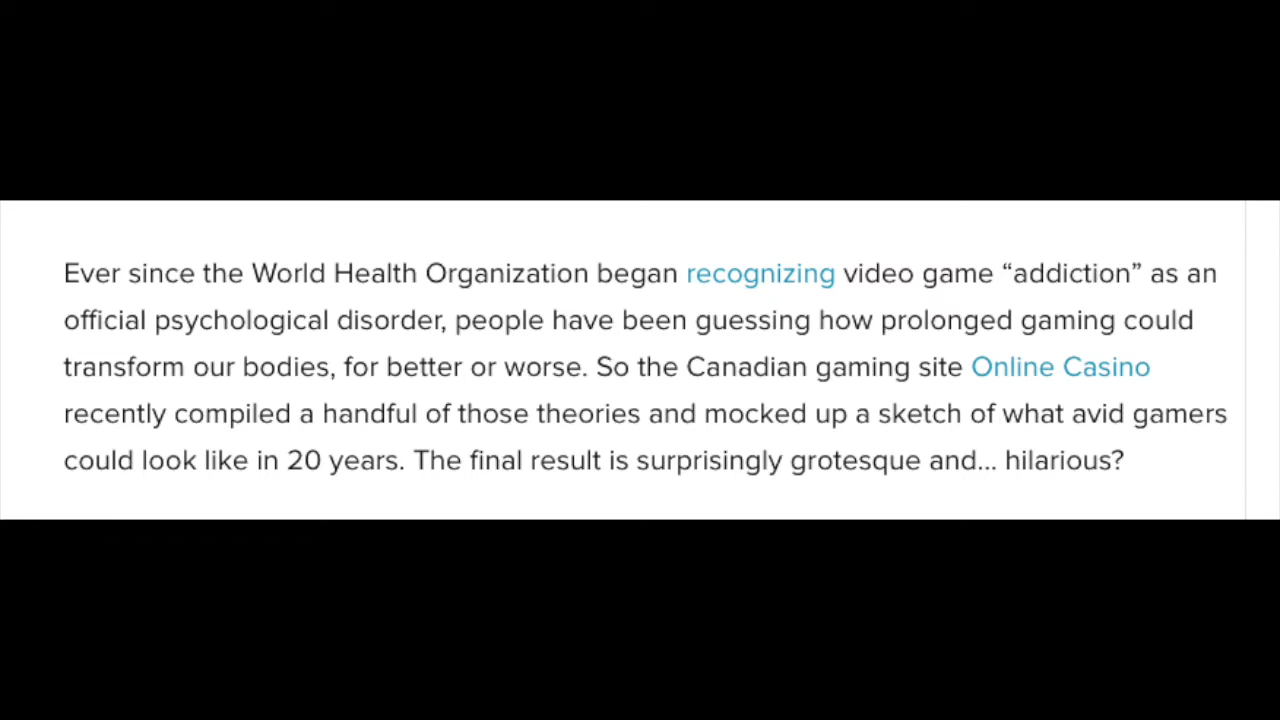 Ever since the World Health Organization began recognizing video game “addiction” as an
official psychological disorder, people have been guessing how prolonged gaming could
transform our bodies, for better or worse. So the Canadian gaming site Online Casino
recently compiled a handful of those theories and mocked up a sketch of what avid gamers
could look like in 20 years. The final result is surprisingly grotesque and... hilarious?